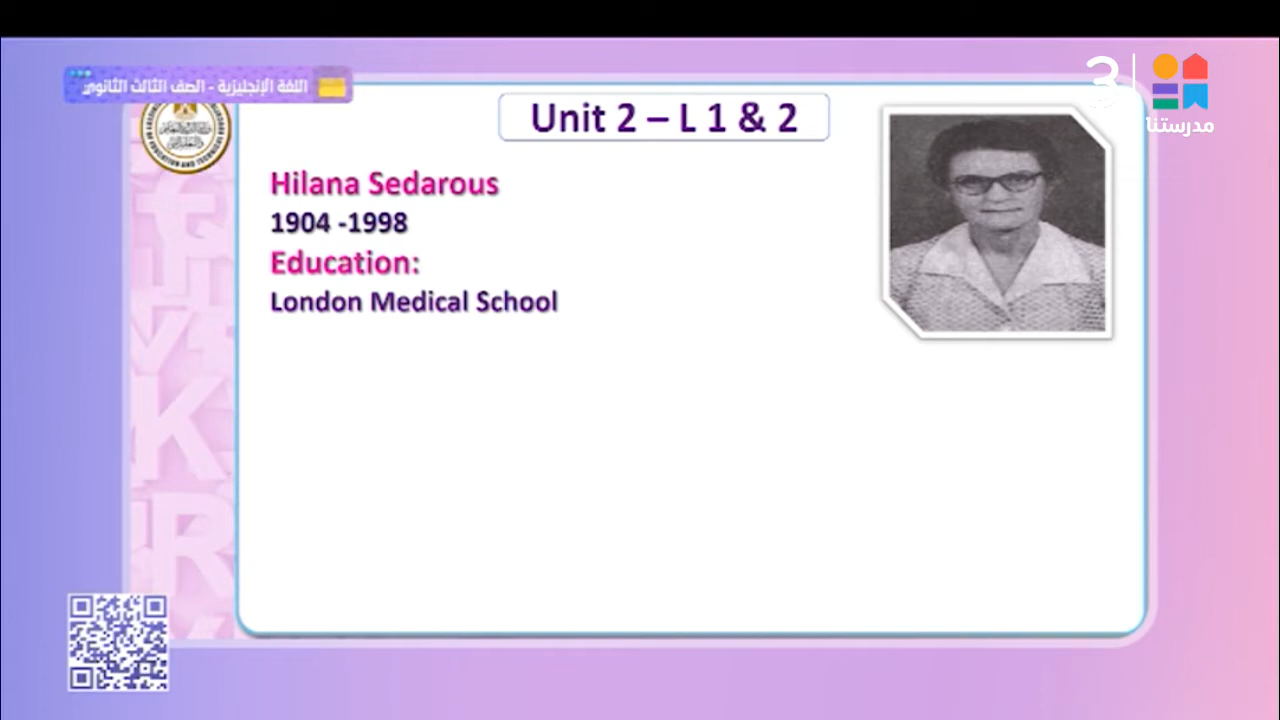 اللغة الإنجليزية - الصف الثالث الثانوي
3
مدرستنا
Unit 2 – L 1 & 2
Hilana Sedarous
1904 -1998
Education:
London Medical School